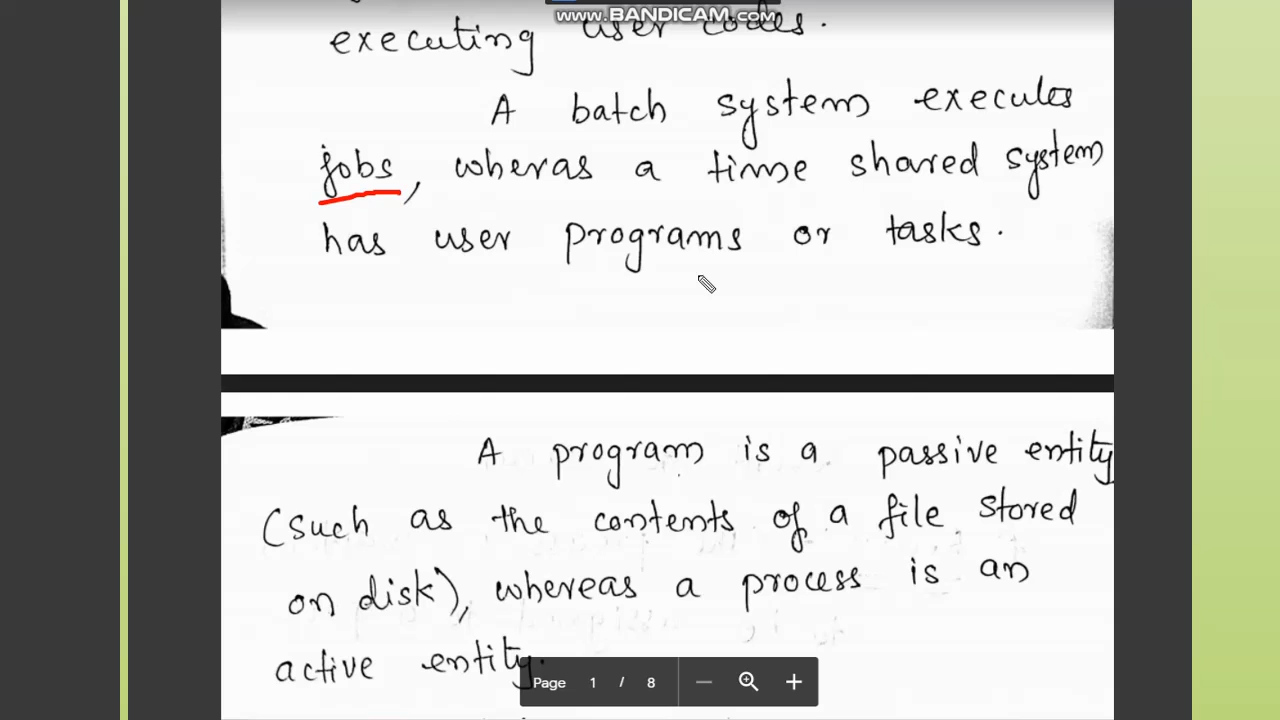 www.BANDICAM.com
executing user codes.
A batch system executes
jobs, wheras a time shared system
has user programs or tasks.
A program is a passive entity
(such as the contents of a file stored
on disk), whereas a process is an
active entity.
Page 1 / 8